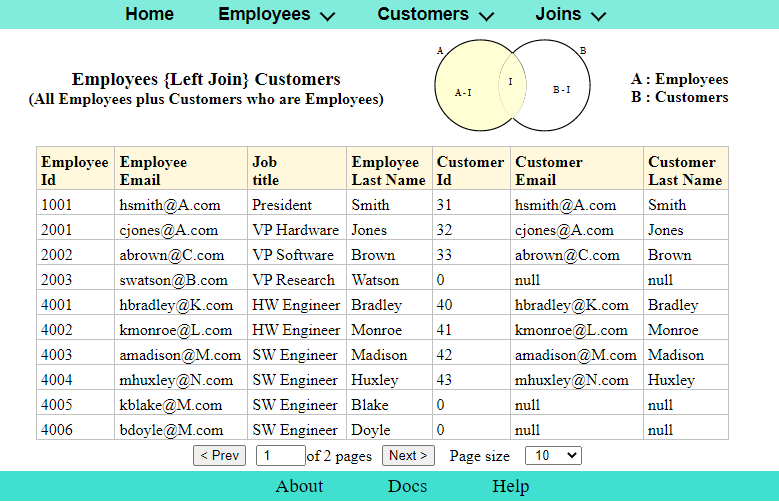 Home Employees Customers Joins
Employees {Left Join} Customers
(All Employees plus Customers who are Employees)
A B
A - I I B - I
A : Employees
B : Customers
Employee Id Employee Email Job title Employee Last Name Customer Id Customer Email Customer Last Name
1001 hsmith@A.com President Smith 31 hsmith@A.com Smith
2001 cjones@A.com VP Hardware Jones 32 cjones@A.com Jones
2002 abrown@C.com VP Software Brown 33 abrown@C.com Brown
2003 swatson@B.com VP Research Watson 0 null null
4001 hbradley@K.com HW Engineer Bradley 40 hbradley@K.com Bradley
4002 kmonroe@L.com HW Engineer Monroe 41 kmonroe@L.com Monroe
4003 amadison@M.com SW Engineer Madison 42 amadison@M.com Madison
4004 mhuxley@N.com SW Engineer Huxley 43 mhuxley@N.com Huxley
4005 kblake@M.com SW Engineer Blake 0 null null
4006 bdoyle@M.com SW Engineer Doyle 0 null null
< Prev 1 of 2 pages Next > Page size 10
About Docs Help